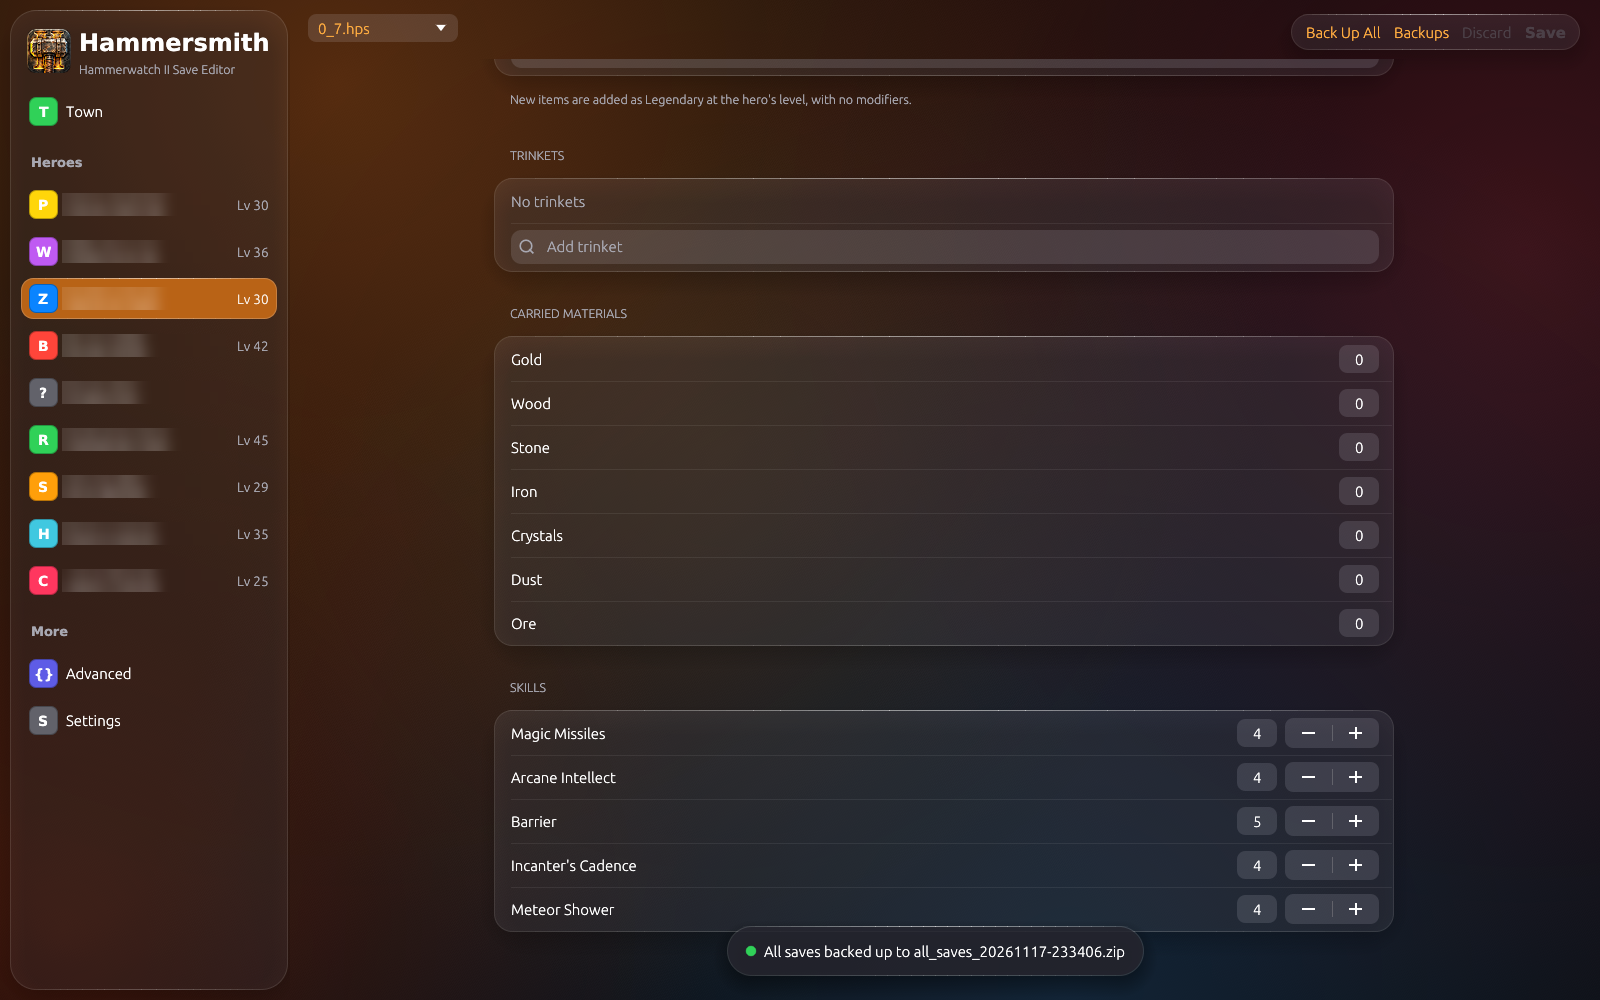 Hammersmith
Hammerwatch II Save Editor
T Town
Heroes
P Lv 30
W Lv 36
Z Lv 30
B Lv 42
?
R Lv 45
S Lv 29
H Lv 35
C Lv 25
More
{} Advanced
S Settings
0_7.hps
Back Up All Backups Discard Save
New items are added as Legendary at the hero's level, with no modifiers.
TRINKETS
No trinkets
Add trinket
CARRIED MATERIALS
Gold 0
Wood 0
Stone 0
Iron 0
Crystals 0
Dust 0
Ore 0
SKILLS
Magic Missiles 4 − +
Arcane Intellect 4 − +
Barrier 5 − +
Incanter's Cadence 4 − +
Meteor Shower 4 − +
All saves backed up to all_saves_20261117-233406.zip